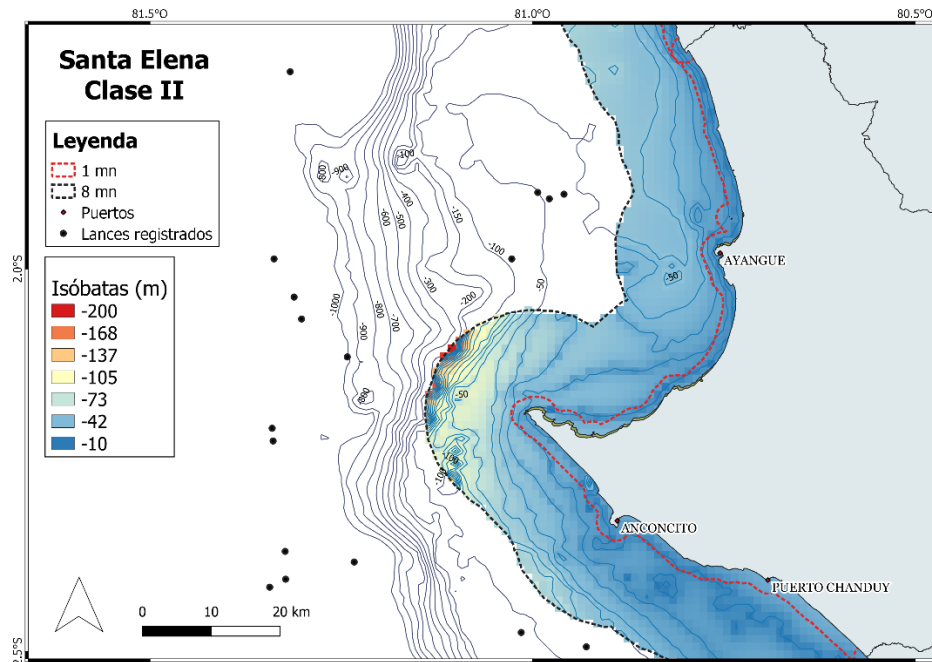 81.5°O
81.0°O
80.5°O
Santa Elena
Clase II
Leyenda
1 mn
8 mn
Puertos
Lances registrados
Isóbatas (m)
-200
-168
-137
-105
-73
-42
-10
2.0°S
2.5°S
-800
-900
-100
-400
-600
-500
-150
-100
-300
-200
-50
-1000
-800
-700
-900
-800
-50
-50
-100
-100
AYANGUE
ANCONCITO
PUERTO CHANDUY
0 10 20 km